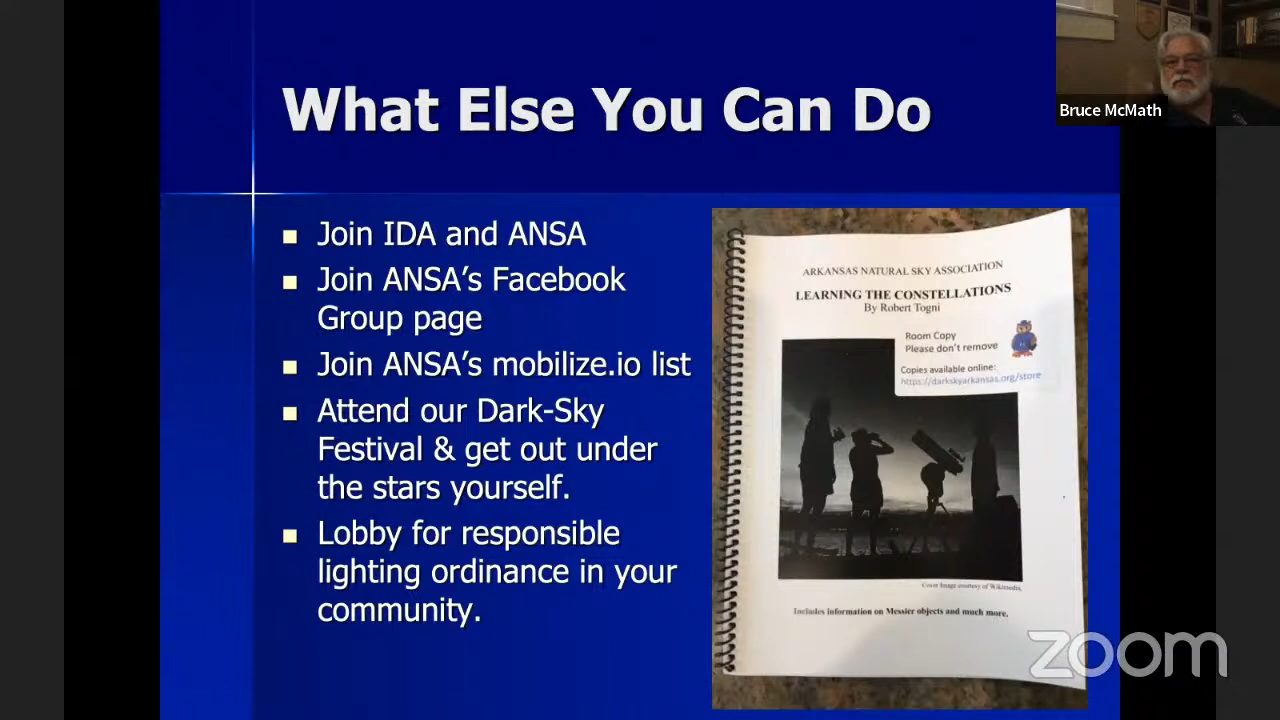 What Else You Can Do
Bruce McMath
Join IDA and ANSA
Join ANSA's Facebook
Group page
Join ANSA's mobilize.io list
Attend our Dark-Sky
Festival & get out under
the stars yourself.
Lobby for responsible
lighting ordinance in your
community.
ARKANSAS NATURAL SKY ASSOCIATION
LEARNING THE CONSTELLATIONS
By Robert Togni
Room Copy
Please don't remove
Copies available online:
https://darkskyarkansas.org/store
Cover Image courtesy of Wikimedia,
Includes information on Messier objects and much more.
zoom